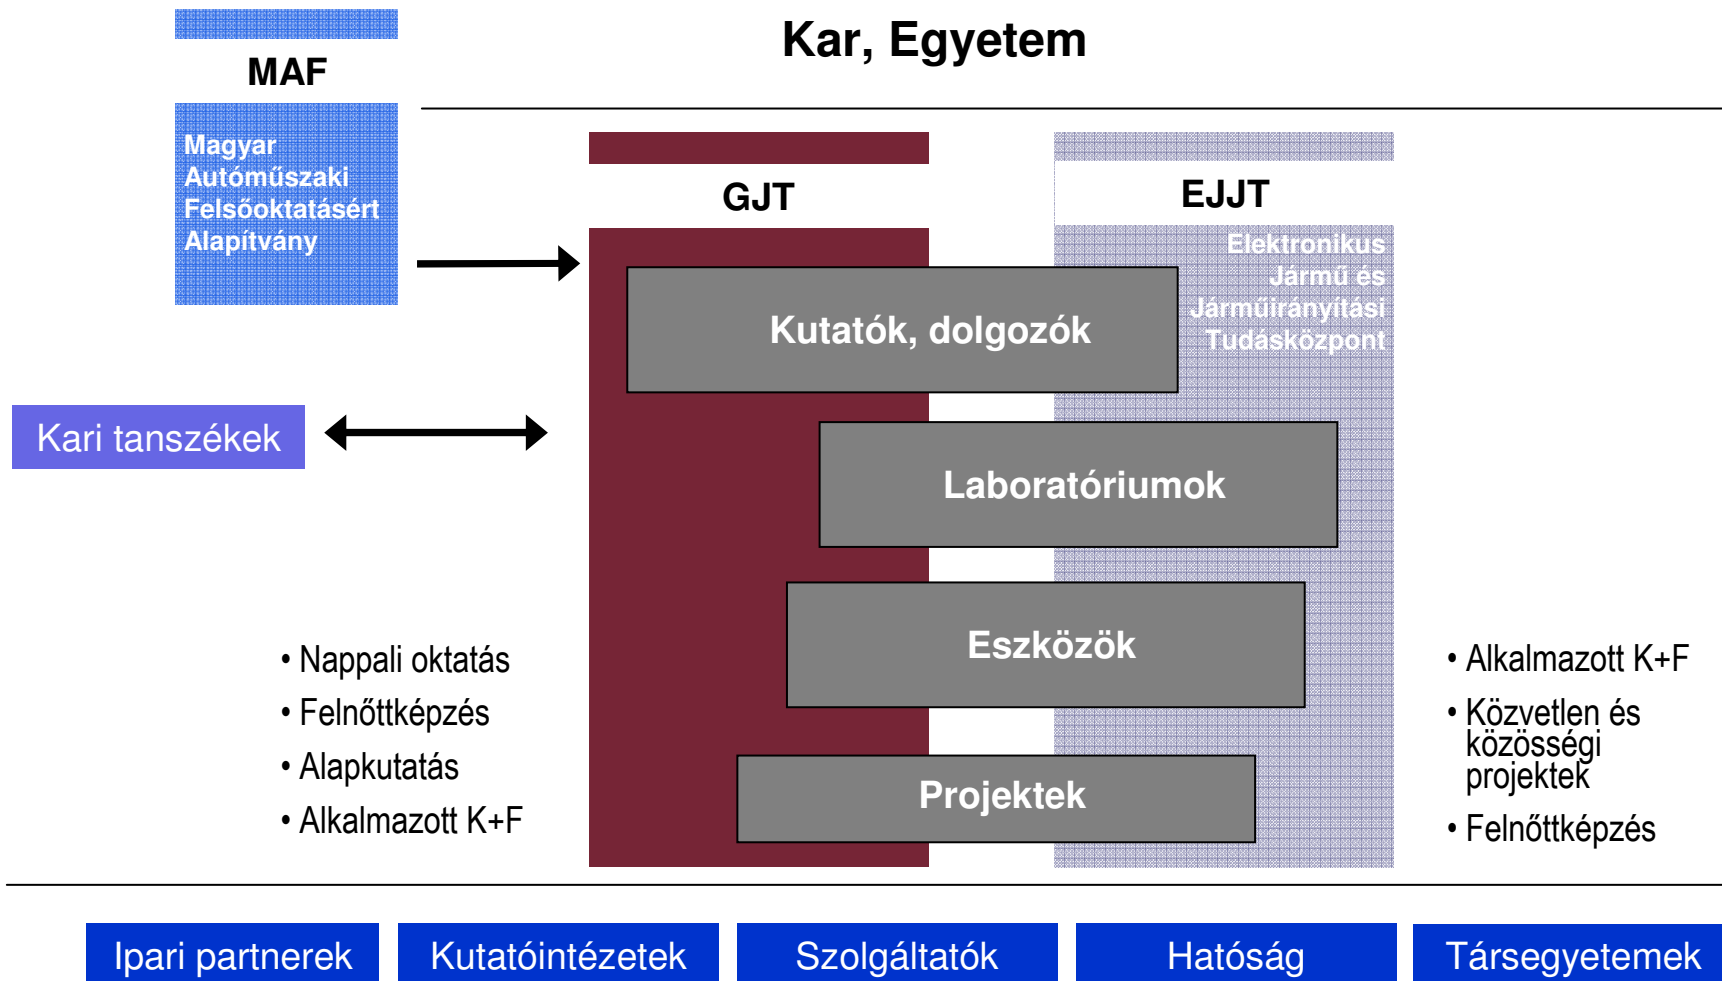 Kar, Egyetem
MAF
Magyar
Autóműszaki
Felsőoktatásért
Alapítvány
GJT
EJJT
Elektronikus
Jármű és
Járműirányítási
Tudásközpont
Kutatók, dolgozók
Kari tanszékek
Laboratóriumok
Eszközök
Projektek
• Nappali oktatás
• Felnőttképzés
• Alapkutatás
• Alkalmazott K+F
• Alkalmazott K+F
• Közvetlen és
közösségi
projektek
• Felnőttképzés
Ipari partnerek
Kutatóintézetek
Szolgáltatók
Hatóság
Társegyetemek